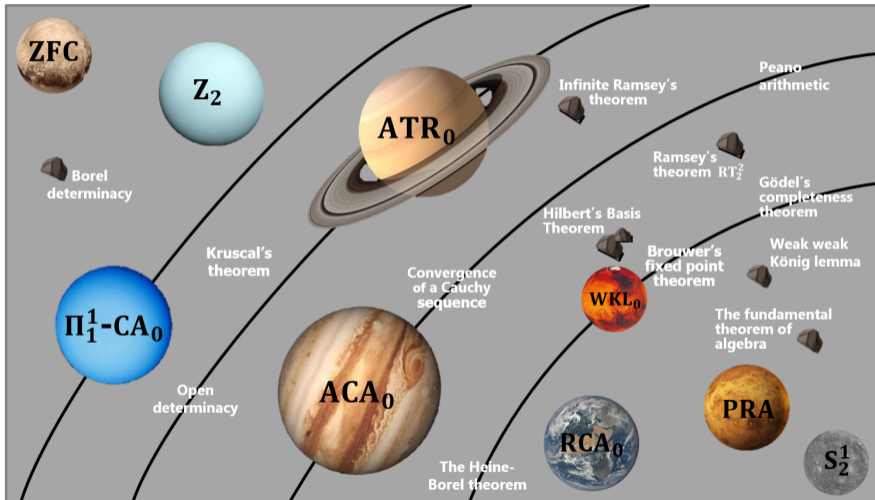 ZFC
Z₂
ATR₀
Infinite Ramsey's
theorem
Peano
arithmetic
Borel
determinacy
Ramsey's
theorem RT²₂
Gödel's
completeness
theorem
Kruscal's
theorem
Hilbert's Basis
Theorem
Brouwer's
fixed point
theorem
Weak weak
König lemma
Convergence
of a Cauchy
sequence
WKL₀
Π¹₁-CA₀
The fundamental
theorem of
algebra
Open
determinacy
ACA₀
PRA
RCA₀
The Heine-
Borel theorem
S¹₂